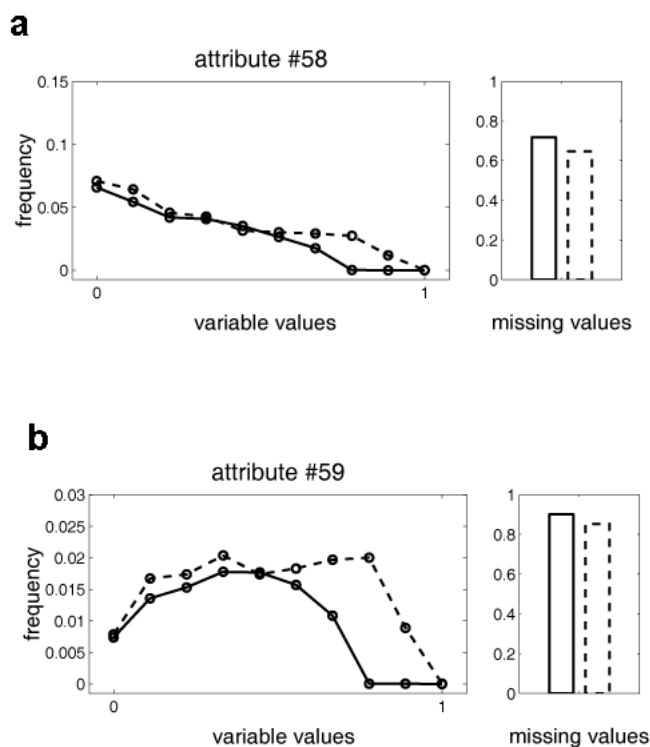 a
attribute #58
0.15
0.1
0.05
0
frequency
0
1
variable values
1
0.8
0.6
0.4
0.2
0
missing values
b
attribute #59
0.03
0.025
0.02
0.015
0.01
0.005
0
frequency
0
1
variable values
1
0.8
0.6
0.4
0.2
0
missing values